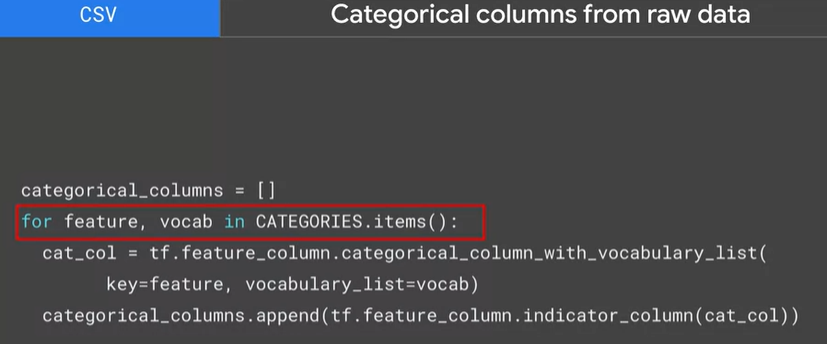 CSV
Categorical columns from raw data
categorical_columns = []
for feature, vocab in CATEGORIES.items():
  cat_col = tf.feature_column.categorical_column_with_vocabulary_list(
        key=feature, vocabulary_list=vocab)
  categorical_columns.append(tf.feature_column.indicator_column(cat_col))